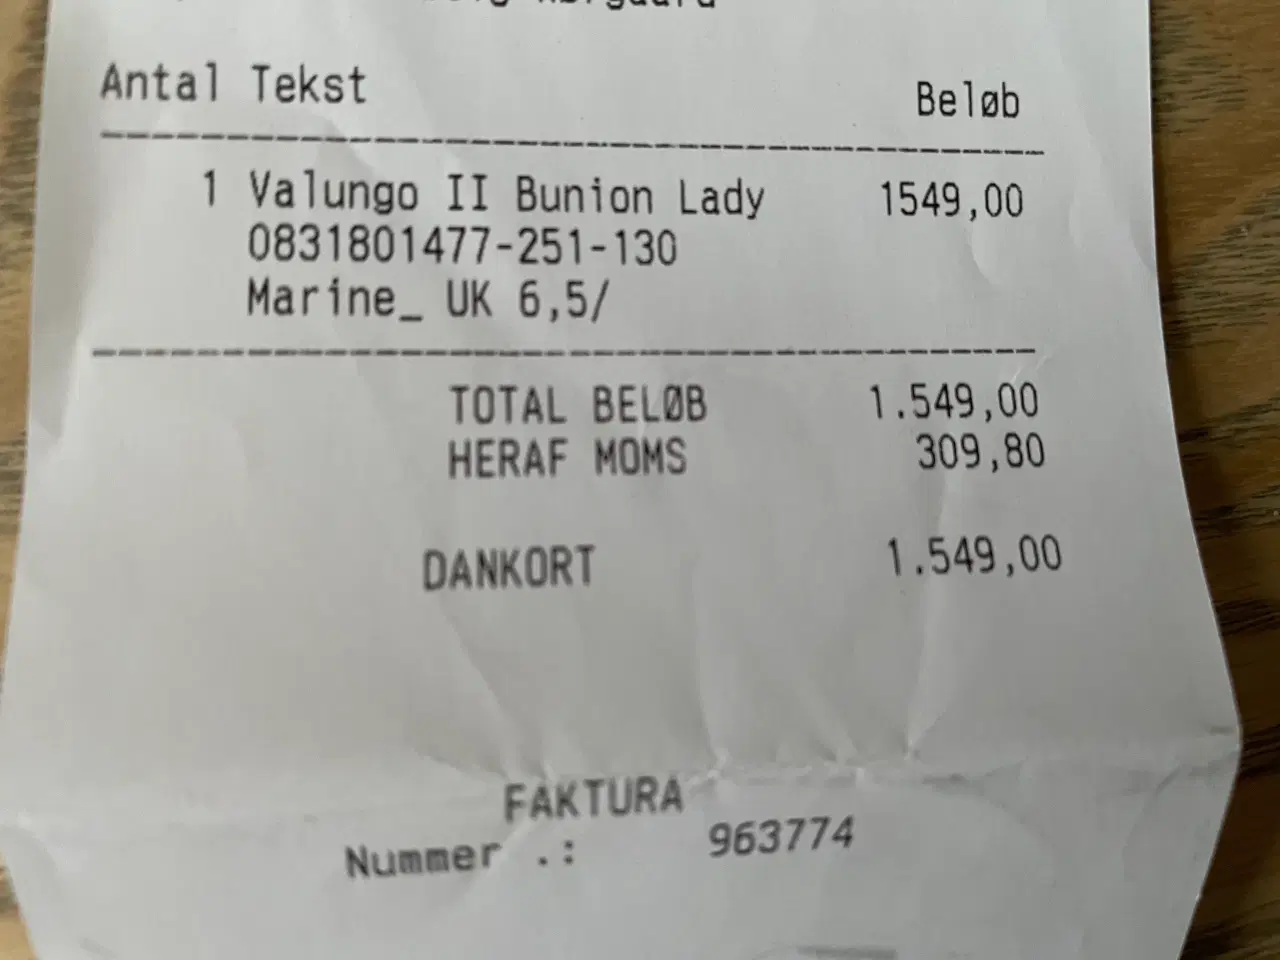 Antal Tekst Beløb
1 Valungo II Bunion Lady 1549,00
0831801477-251-130
Marine_ UK 6,5/
TOTAL BELØB 1.549,00
HERAF MOMS 309,80
DANKORT 1.549,00
FAKTURA
Nummer .: 963774